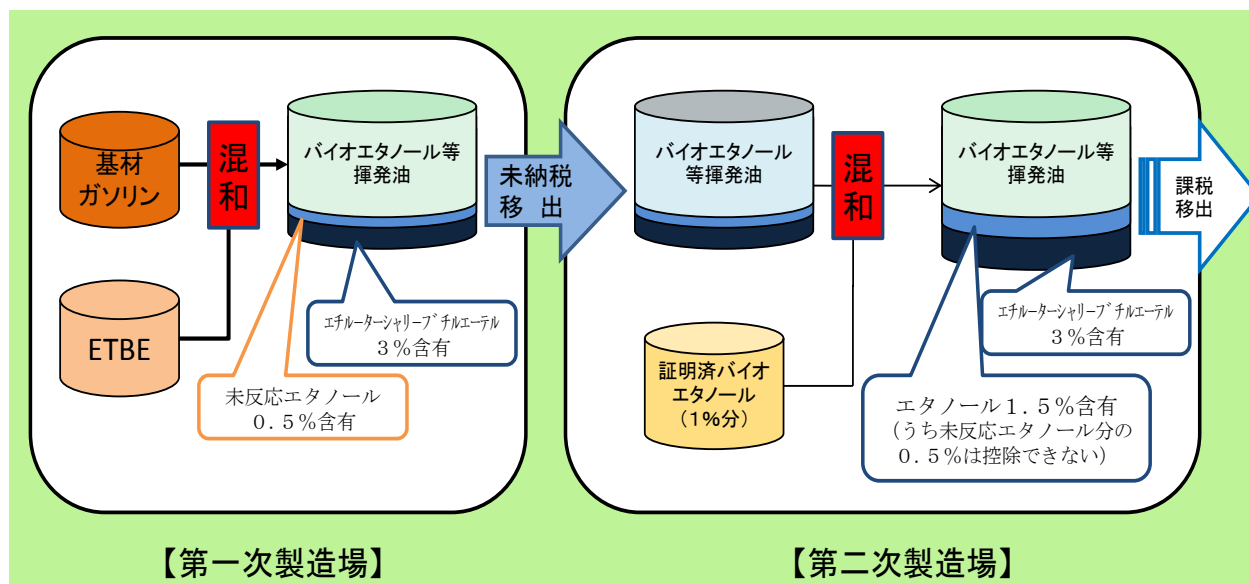 基材
ガソリン
混
和
ETBE
バイオエタノール等
揮発油
エチルーターシャリーブチルエーテル
３％含有
未反応エタノール
０.５％含有
未納税
移 出
バイオエタノール
等揮発油
混
和
証明済バイオ
エタノール
（1％分）
バイオエタノール等
揮発油
エチルーターシャリーブチルエーテル
３％含有
エタノール１.５％含有
（うち未反応エタノール分の
０.５％は控除できない）
課税
移出
【第一次製造場】
【第二次製造場】